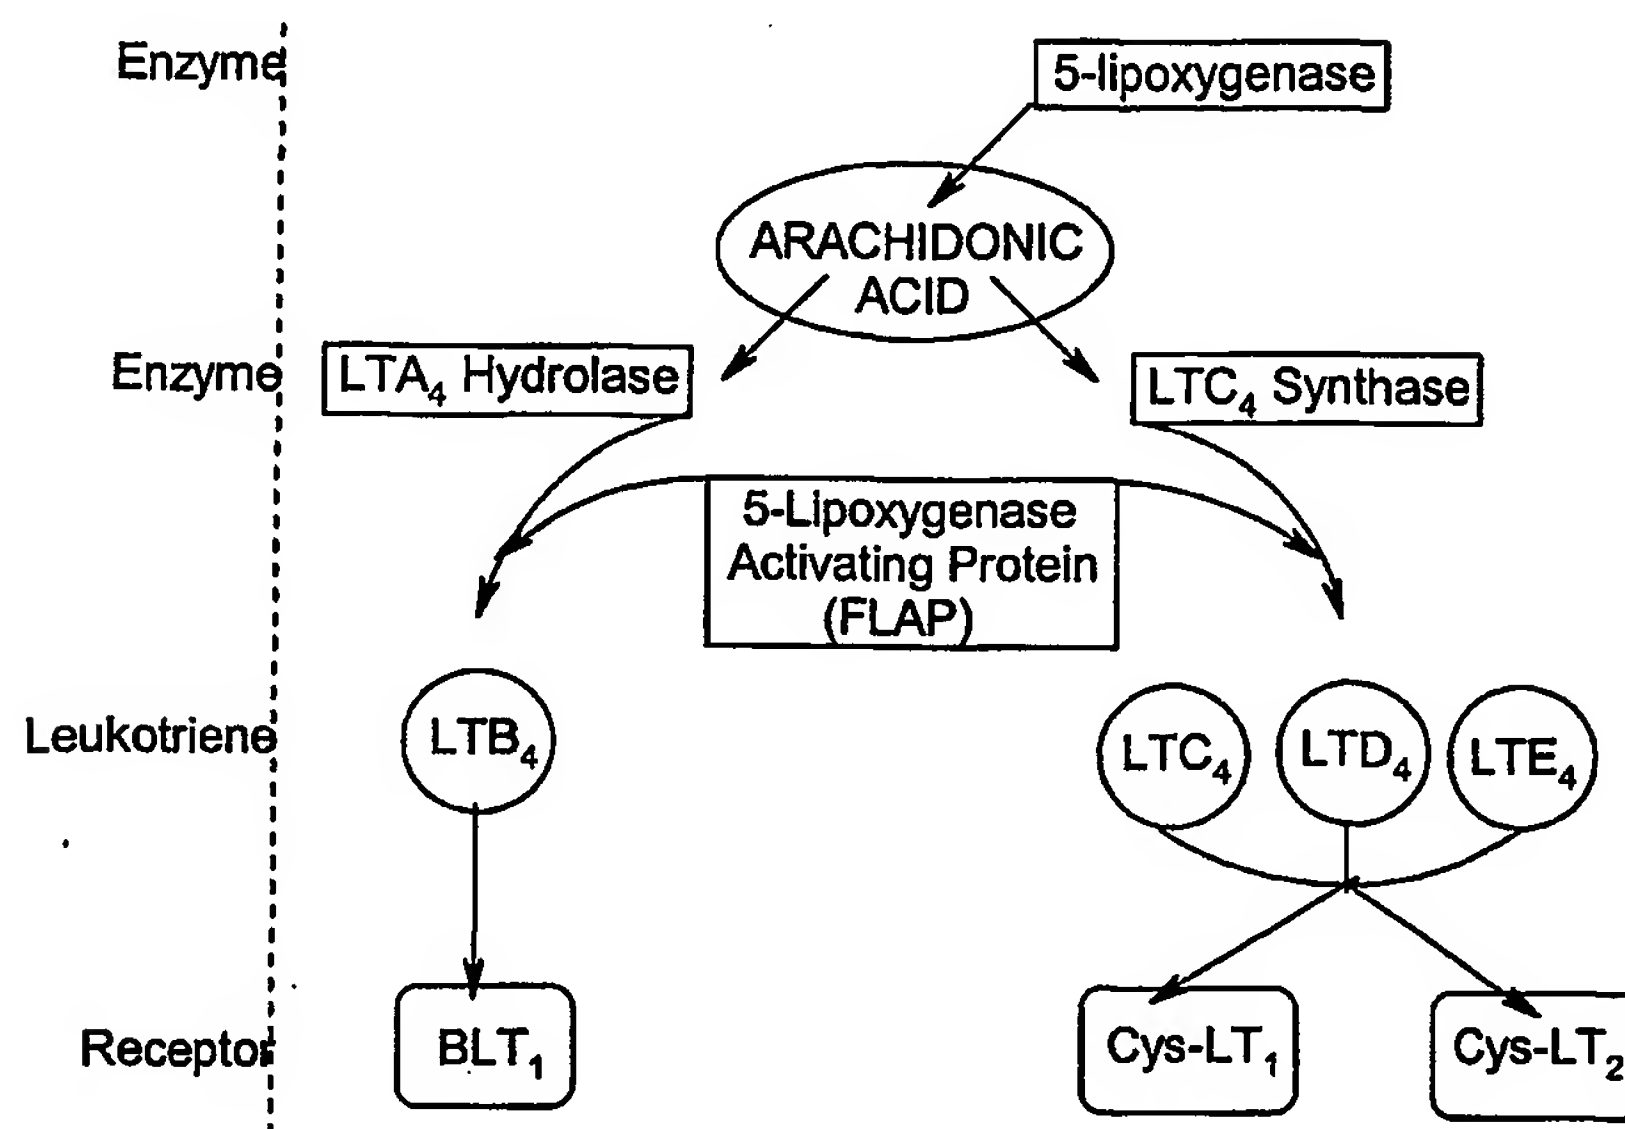 Enzyme
5-lipoxygenase
ARACHIDONIC
ACID
Enzyme
LTA₄ Hydrolase
LTC₄ Synthase
5-Lipoxygenase
Activating Protein
(FLAP)
Leukotriene
LTB₄
LTC₄
LTD₄
LTE₄
Receptor
BLT₁
Cys-LT₁
Cys-LT₂